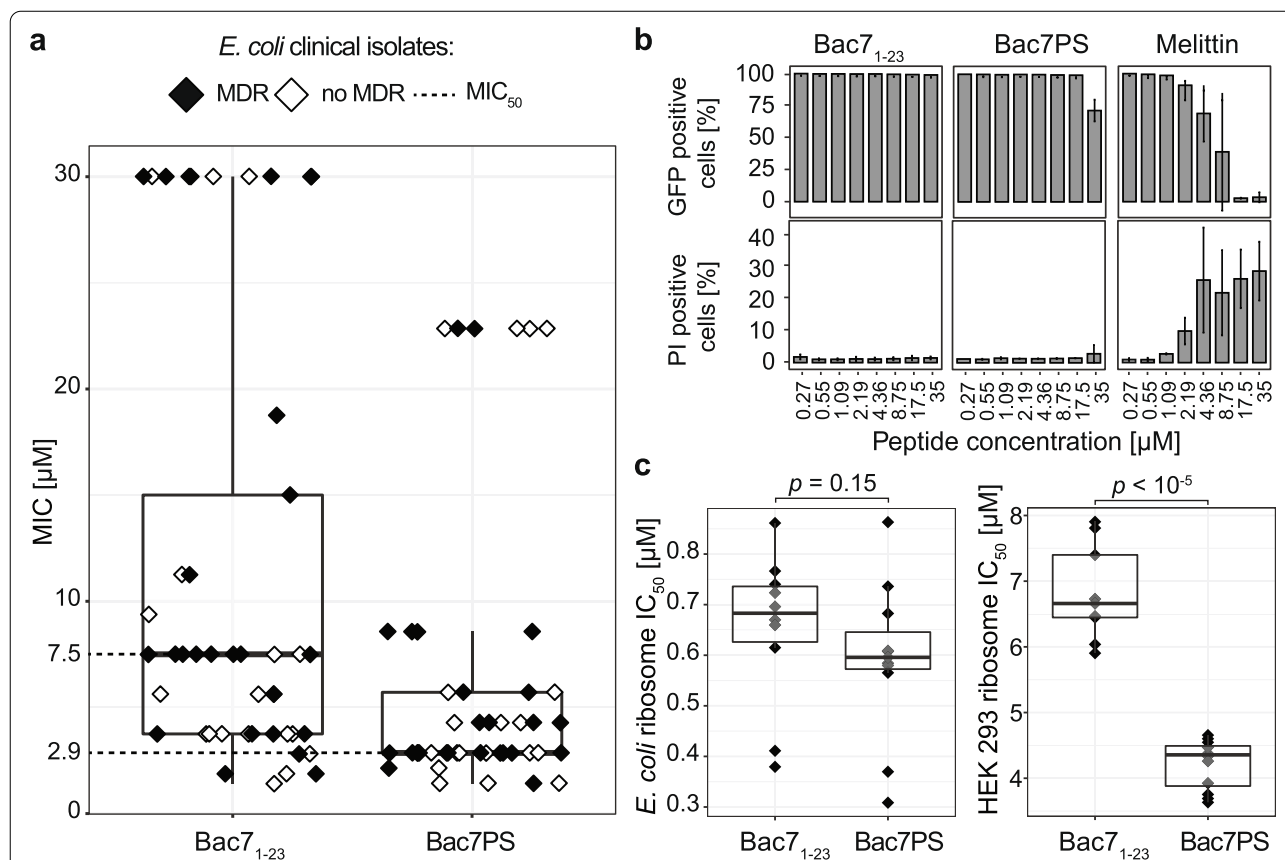 a
E. coli clinical isolates:
MDR no MDR MIC50
MIC [µM]
30
20
10
7.5
2.9
0
Bac71-23 Bac7PS
b
Bac71-23 Bac7PS Melittin
GFP positive
cells [%]
100
75
50
25
0
PI positive
cells [%]
40
30
20
10
0
0.27 0.55 1.09 2.19 4.36 8.75 17.5 35
0.27 0.55 1.09 2.19 4.36 8.75 17.5 35
0.27 0.55 1.09 2.19 4.36 8.75 17.5 35
Peptide concentration [µM]
c
p = 0.15
E. coli ribosome IC50 [µM]
0.8
0.7
0.6
0.5
0.4
0.3
Bac71-23 Bac7PS
p < 10-5
HEK 293 ribosome IC50 [µM]
8
7
6
5
4
Bac71-23 Bac7PS